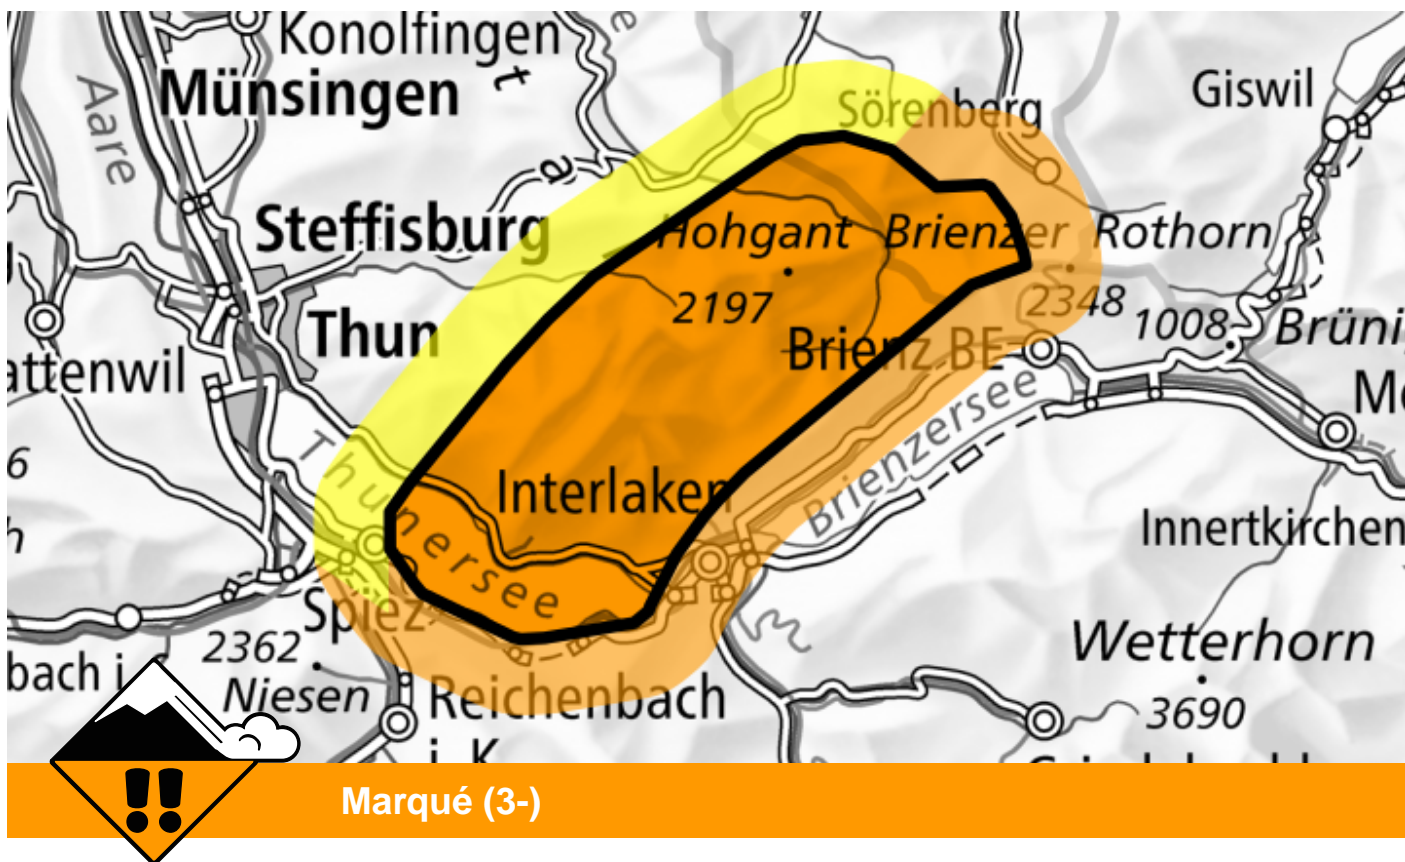 Konolfingen
Münsingen
Aare
Giswil
Sörenberg
Steffisburg
Hohgant
Brienzer Rothorn
2197
2348
1008
Thun
Brienz BE
attenwil
Thunersee
Brienzersee
Interlaken
Innertkirchen
Spiez
2362
Niesen
Wetterhorn
3690
Reichenbach
i. K
Marqué (3-)